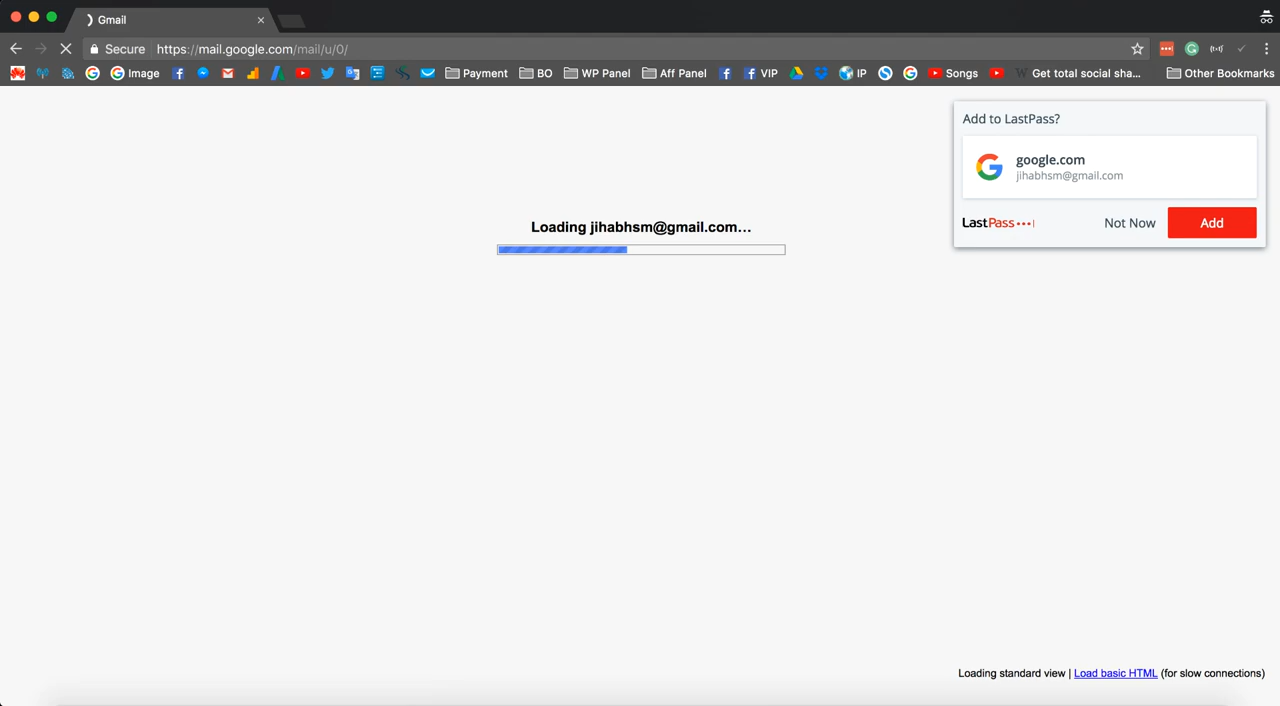 Gmail
Secure https://mail.google.com/mail/u/0/
Image Payment BO WP Panel Aff Panel VIP IP Songs Get total social sha... Other Bookmarks
Add to LastPass?
google.com
jihabhsm@gmail.com
LastPass Not Now Add
Loading jihabhsm@gmail.com...
Loading standard view | Load basic HTML (for slow connections)